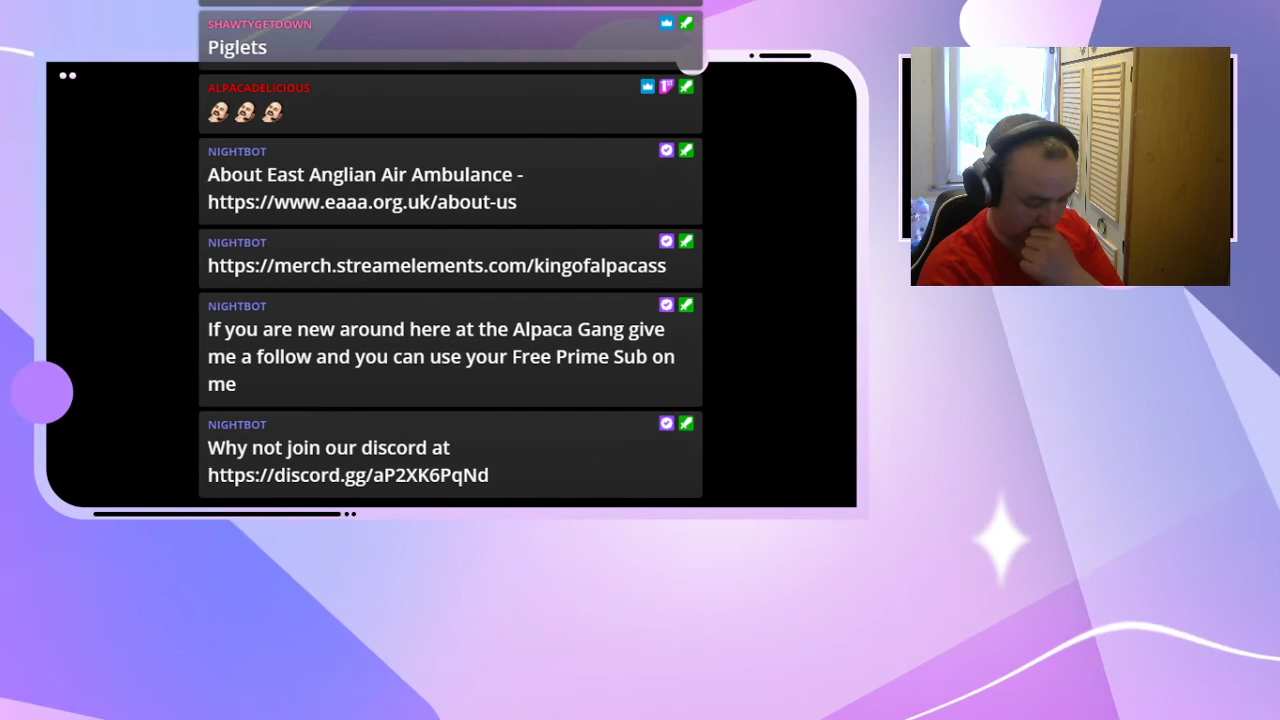 SHAWTYGETDOWN
Piglets
ALPACADELICIOUS
NIGHTBOT
About East Anglian Air Ambulance -
https://www.eaaa.org.uk/about-us
NIGHTBOT
https://merch.streamelements.com/kingofalpacass
NIGHTBOT
If you are new around here at the Alpaca Gang give
me a follow and you can use your Free Prime Sub on
me
NIGHTBOT
Why not join our discord at
https://discord.gg/aP2XK6PqNd